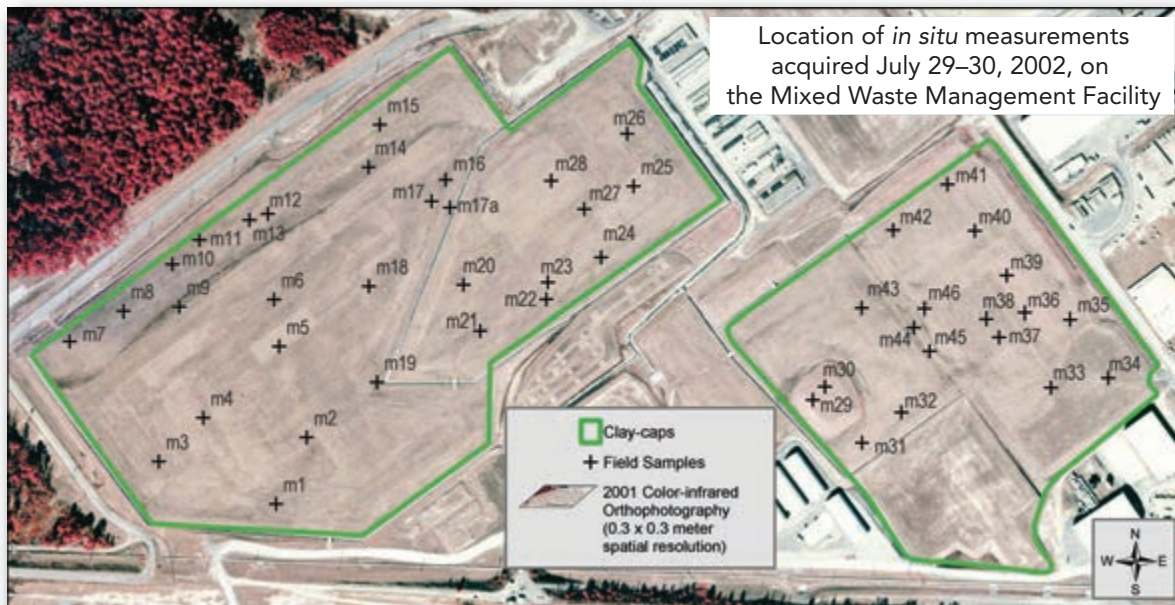 Location of in situ measurements
acquired July 29–30, 2002, on
the Mixed Waste Management Facility
m26
m15
m14
m16
m28
m25
m17
m17a
m27
m12
m13
m11
m10
m24
m9
m6
m18
m20
m23
m22
m8
m7
m5
m21
m19
m4
m2
m3
m1
m41
m42
m40
m39
m43
m46
m38
m36
m35
m44
m45
m37
m30
m29
m34
m33
m32
m31
Clay-caps
Field Samples
2001 Color-infrared
Orthophotography
(0.3 x 0.3 meter
spatial resolution)
N
W
E
S